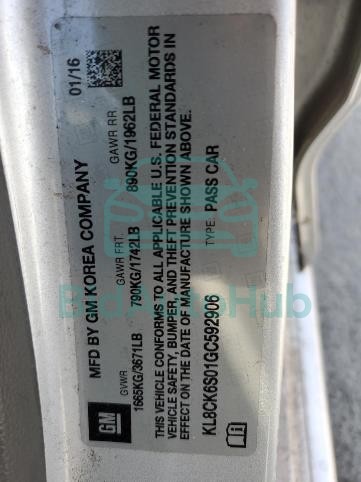 MFD BY GM KOREA COMPANY 01/16
GVWR GAWR FRT. GAWR RR
1665KG/3671LB 790KG/1742LB 890KG/1962LB
THIS VEHICLE CONFORMS TO ALL APPLICABLE U.S. FEDERAL MOTOR
VEHICLE SAFETY, BUMPER, AND THEFT PREVENTION STANDARDS IN
EFFECT ON THE DATE OF MANUFACTURE SHOWN ABOVE.
KL8CK6S01GC592906 TYPE: PASS CAR
GM
BidAutoHub